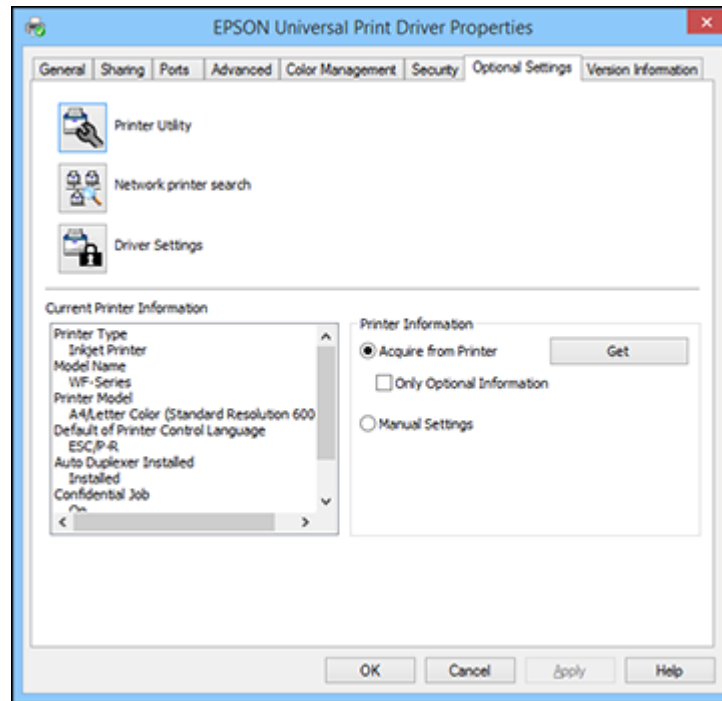 EPSON Universal Print Driver Properties
General Sharing Ports Advanced Color Management Security Optional Settings Version Information
Printer Utility
Network printer search
Driver Settings
Current Printer Information
Printer Type
Inkjet Printer
Model Name
WF-Series
Printer Model
A4/Letter Color (Standard Resolution 600
Default of Printer Control Language
ESC/P-R
Auto Duplexer Installed
Installed
Confidential Job
On
Printer Information
Acquire from Printer Get
Only Optional Information
Manual Settings
OK Cancel Apply Help